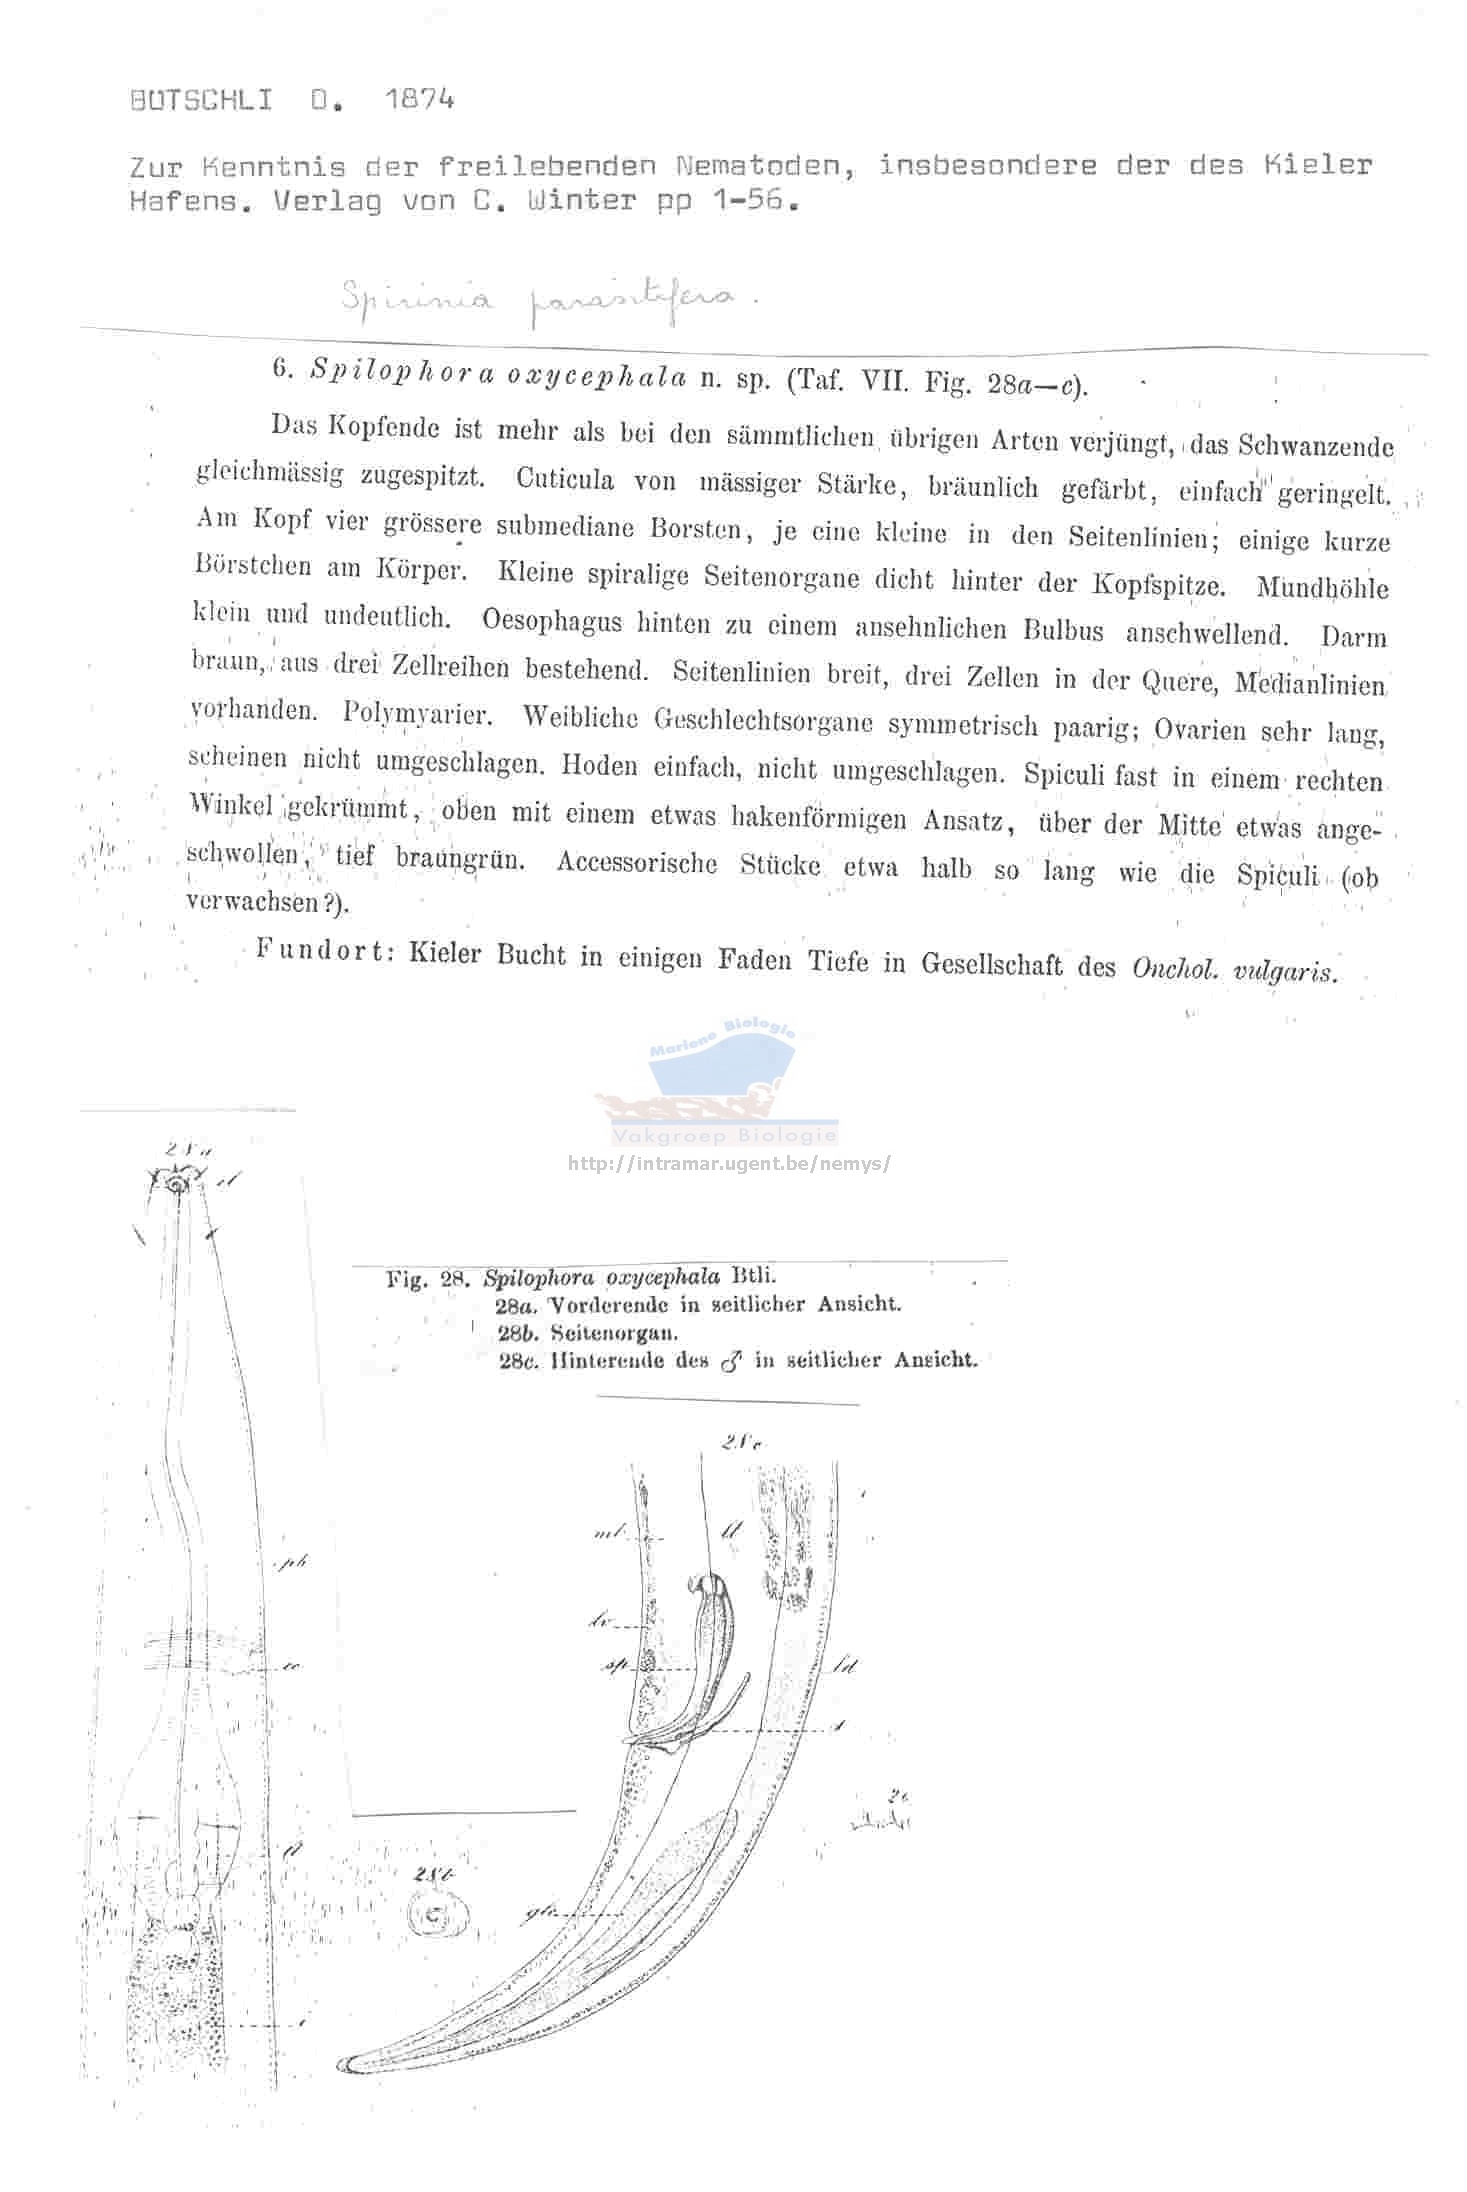 BUTSCHLI O. 1874
Zur Kenntnis der freilebenden Nematoden, insbesondere der des Kieler
Hafens. Verlag von C. Winter pp 1-56.
Spirinia parasitifera.
6. Spilophora oxycephala n. sp. (Taf. VII. Fig. 28a—c).
Das Kopfende ist mehr als bei den sämmtlichen übrigen Arten verjüngt, das Schwanzende
gleichmässig zugespitzt. Cuticula von mässiger Stärke, bräunlich gefärbt, einfach geringelt.
Am Kopf vier grössere submediane Borsten, je eine kleine in den Seitenlinien; einige kurze
Börstchen am Körper. Kleine spiralige Seitenorgane dicht hinter der Kopfspitze. Mundhöhle
klein und undeutlich. Oesophagus hinten zu einem ansehnlichen Bulbus anschwellend. Darm
braun, aus drei Zellreihen bestehend. Seitenlinien breit, drei Zellen in der Quere, Medianlinien
vorhanden. Polymyarier. Weibliche Geschlechtsorgane symmetrisch paarig; Ovarien sehr lang,
scheinen nicht umgeschlagen. Hoden einfach, nicht umgeschlagen. Spiculi fast in einem rechten
Winkel gekrümmt, oben mit einem etwas hakenförmigen Ansatz, über der Mitte etwas ange-
schwollen, tief braungrün. Accessorische Stücke etwa halb so lang wie die Spiculi (ob
verwachsen?).
Fundort: Kieler Bucht in einigen Faden Tiefe in Gesellschaft des Onchol. vulgaris.
Mariene Biologie
Vakgroep Biologie
http://intramar.ugent.be/nemys/
28a
Fig. 28. Spilophora oxycephala Btli.
28a. Vorderende in seitlicher Ansicht.
28b. Seitenorgan.
28c. Hinterende des ♂ in seitlicher Ansicht.
28c
ml
ph
sp
ld
28b